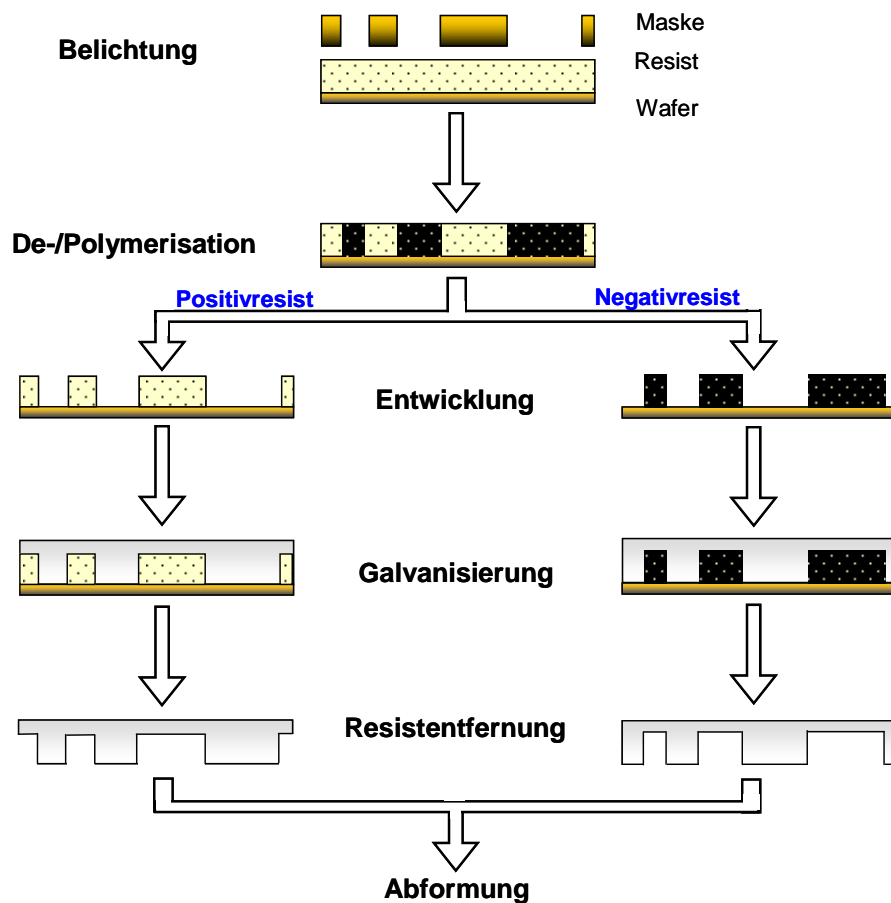 Belichtung
Maske
Resist
Wafer
De-/Polymerisation
Positivresist
Negativresist
Entwicklung
Galvanisierung
Resistentfernung
Abformung